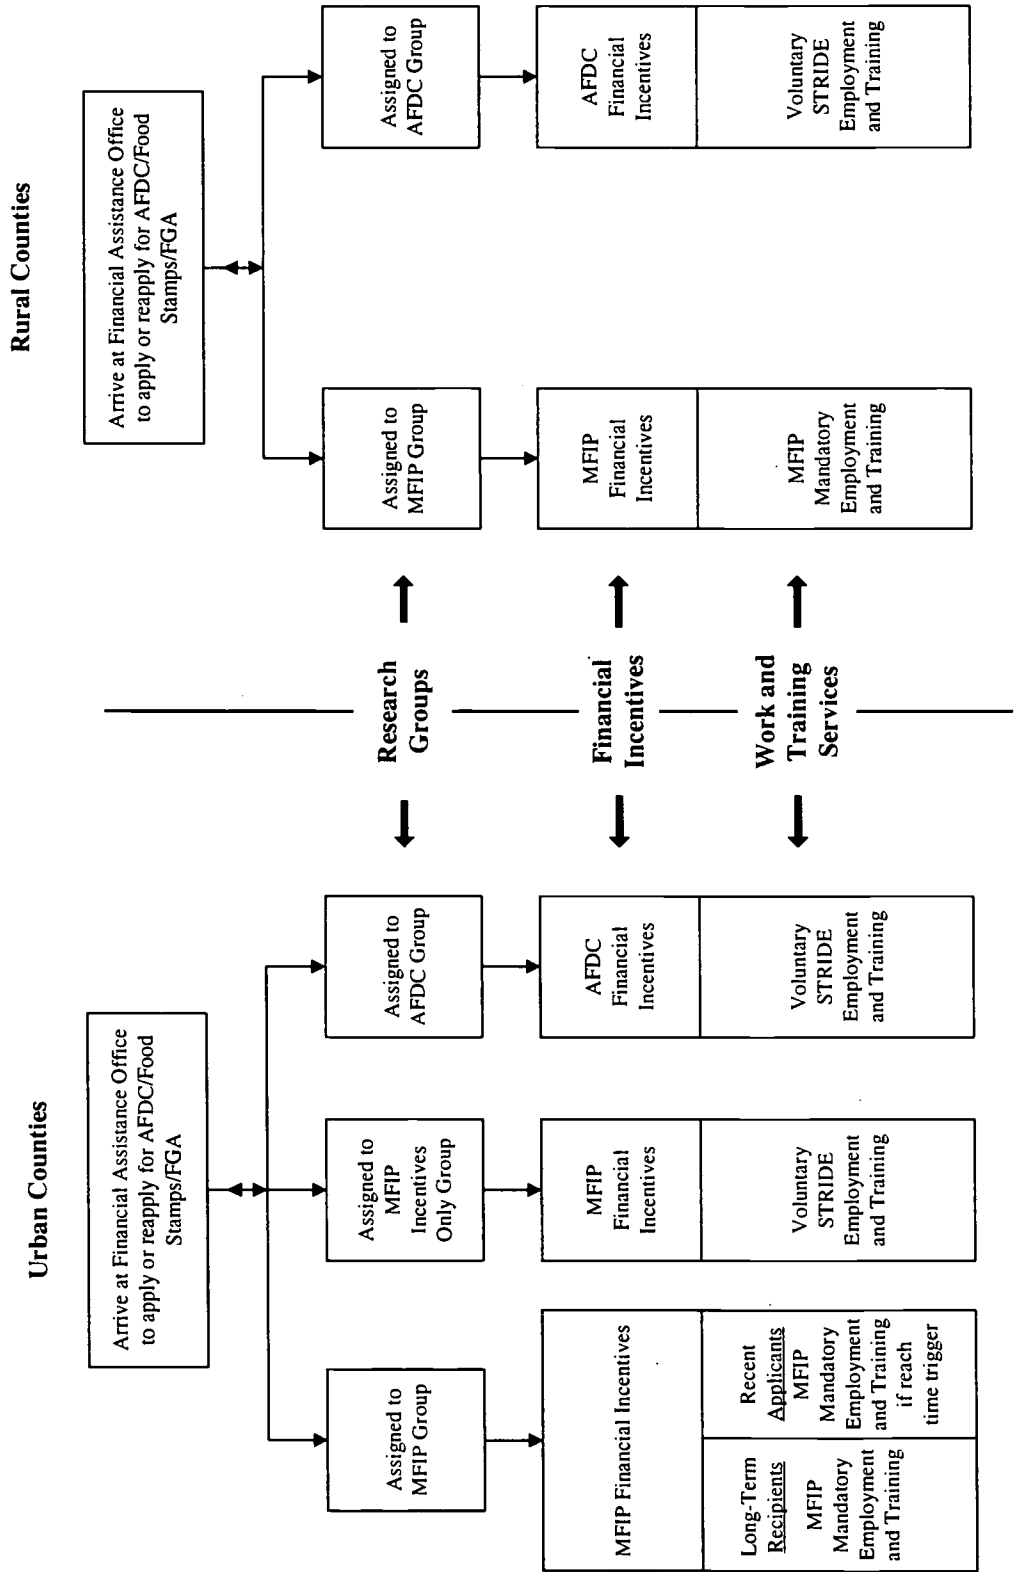 Urban Counties
Arrive at Financial Assistance Office
to apply or reapply for AFDC/Food
Stamps/FGA
Assigned to
MFIP Group
Assigned to
MFIP
Incentives
Only Group
Assigned to
AFDC Group
MFIP Financial Incentives
MFIP
Financial
Incentives
AFDC
Financial
Incentives
Long-Term
Recipients
MFIP
Mandatory
Employment
and Training
Recent
Applicants
MFIP
Mandatory
Employment
and Training
if reach
time trigger
Voluntary
STRIDE
Employment
and Training
Voluntary
STRIDE
Employment
and Training
Research
Groups
Financial
Incentives
Work and
Training
Services
Rural Counties
Arrive at Financial Assistance Office
to apply or reapply for AFDC/Food
Stamps/FGA
Assigned to
MFIP Group
Assigned to
AFDC Group
MFIP
Financial
Incentives
AFDC
Financial
Incentives
MFIP
Mandatory
Employment
and Training
Voluntary
STRIDE
Employment
and Training